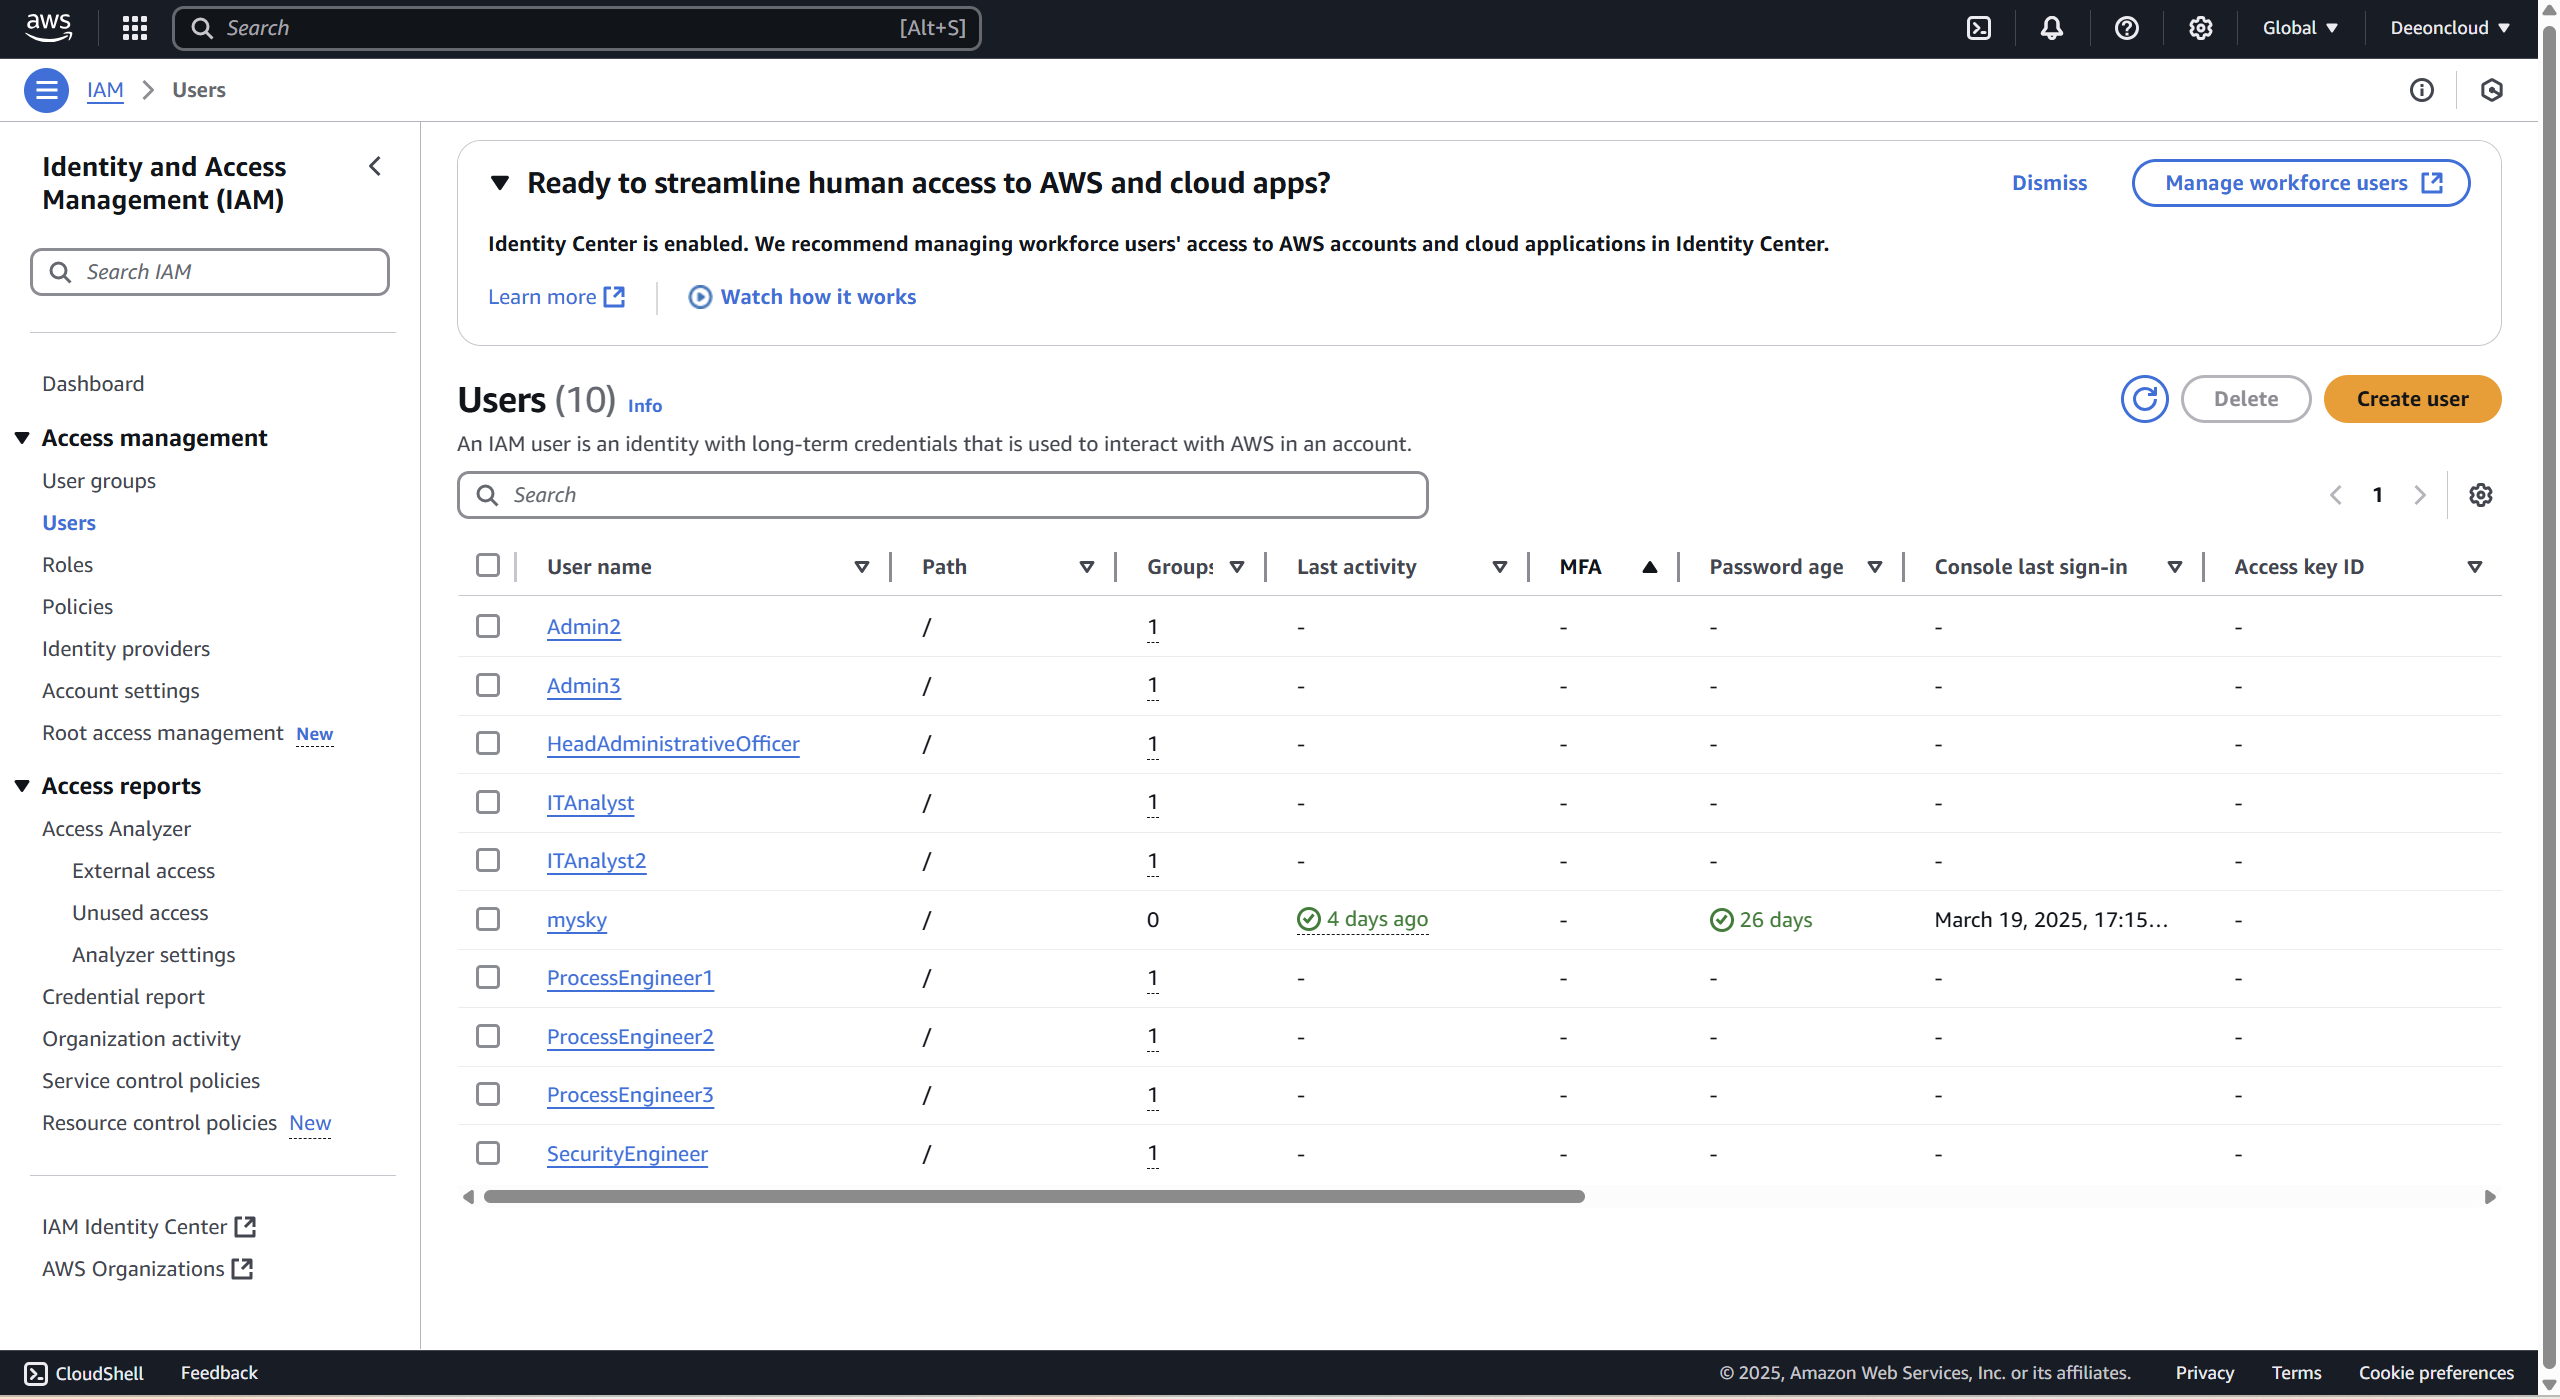 aws
Search [Alt+S] Global Deeoncloud
IAM Users
Identity and Access
Management (IAM)
Search IAM
Dashboard
Access management
User groups
Users
Roles
Policies
Identity providers
Account settings
Root access management New
Access reports
Access Analyzer
External access
Unused access
Analyzer settings
Credential report
Organization activity
Service control policies
Resource control policies New
IAM Identity Center
AWS Organizations
Ready to streamline human access to AWS and cloud apps? Dismiss Manage workforce users
Identity Center is enabled. We recommend managing workforce users' access to AWS accounts and cloud applications in Identity Center.
Learn more Watch how it works
Users (10) Info Delete Create user
An IAM user is an identity with long-term credentials that is used to interact with AWS in an account.
Search 1
User name Path Groups Last activity MFA Password age Console last sign-in Access key ID
Admin2 / 1 - - - - -
Admin3 / 1 - - - - -
HeadAdministrativeOfficer / 1 - - - - -
ITAnalyst / 1 - - - - -
ITAnalyst2 / 1 - - - - -
mysky / 0 4 days ago - 26 days March 19, 2025, 17:15… -
ProcessEngineer1 / 1 - - - - -
ProcessEngineer2 / 1 - - - - -
ProcessEngineer3 / 1 - - - - -
SecurityEngineer / 1 - - - - -
CloudShell Feedback © 2025, Amazon Web Services, Inc. or its affiliates. Privacy Terms Cookie preferences